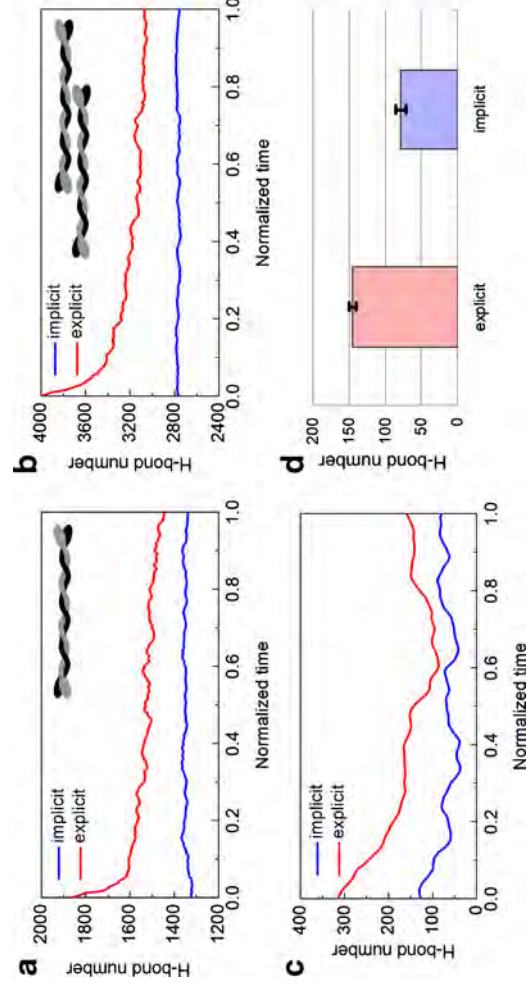 a
2000
1800
1600
1400
1200
H-bond number
implicit
explicit
0.0 0.2 0.4 0.6 0.8 1.0
Normalized time
b
4000
3600
3200
2800
2400
H-bond number
implicit
explicit
0.0 0.2 0.4 0.6 0.8 1.0
Normalized time
c
400
300
200
100
0
H-bond number
implicit
explicit
0.0 0.2 0.4 0.6 0.8 1.0
Normalized time
d
200
150
100
50
0
H-bond number
explicit implicit